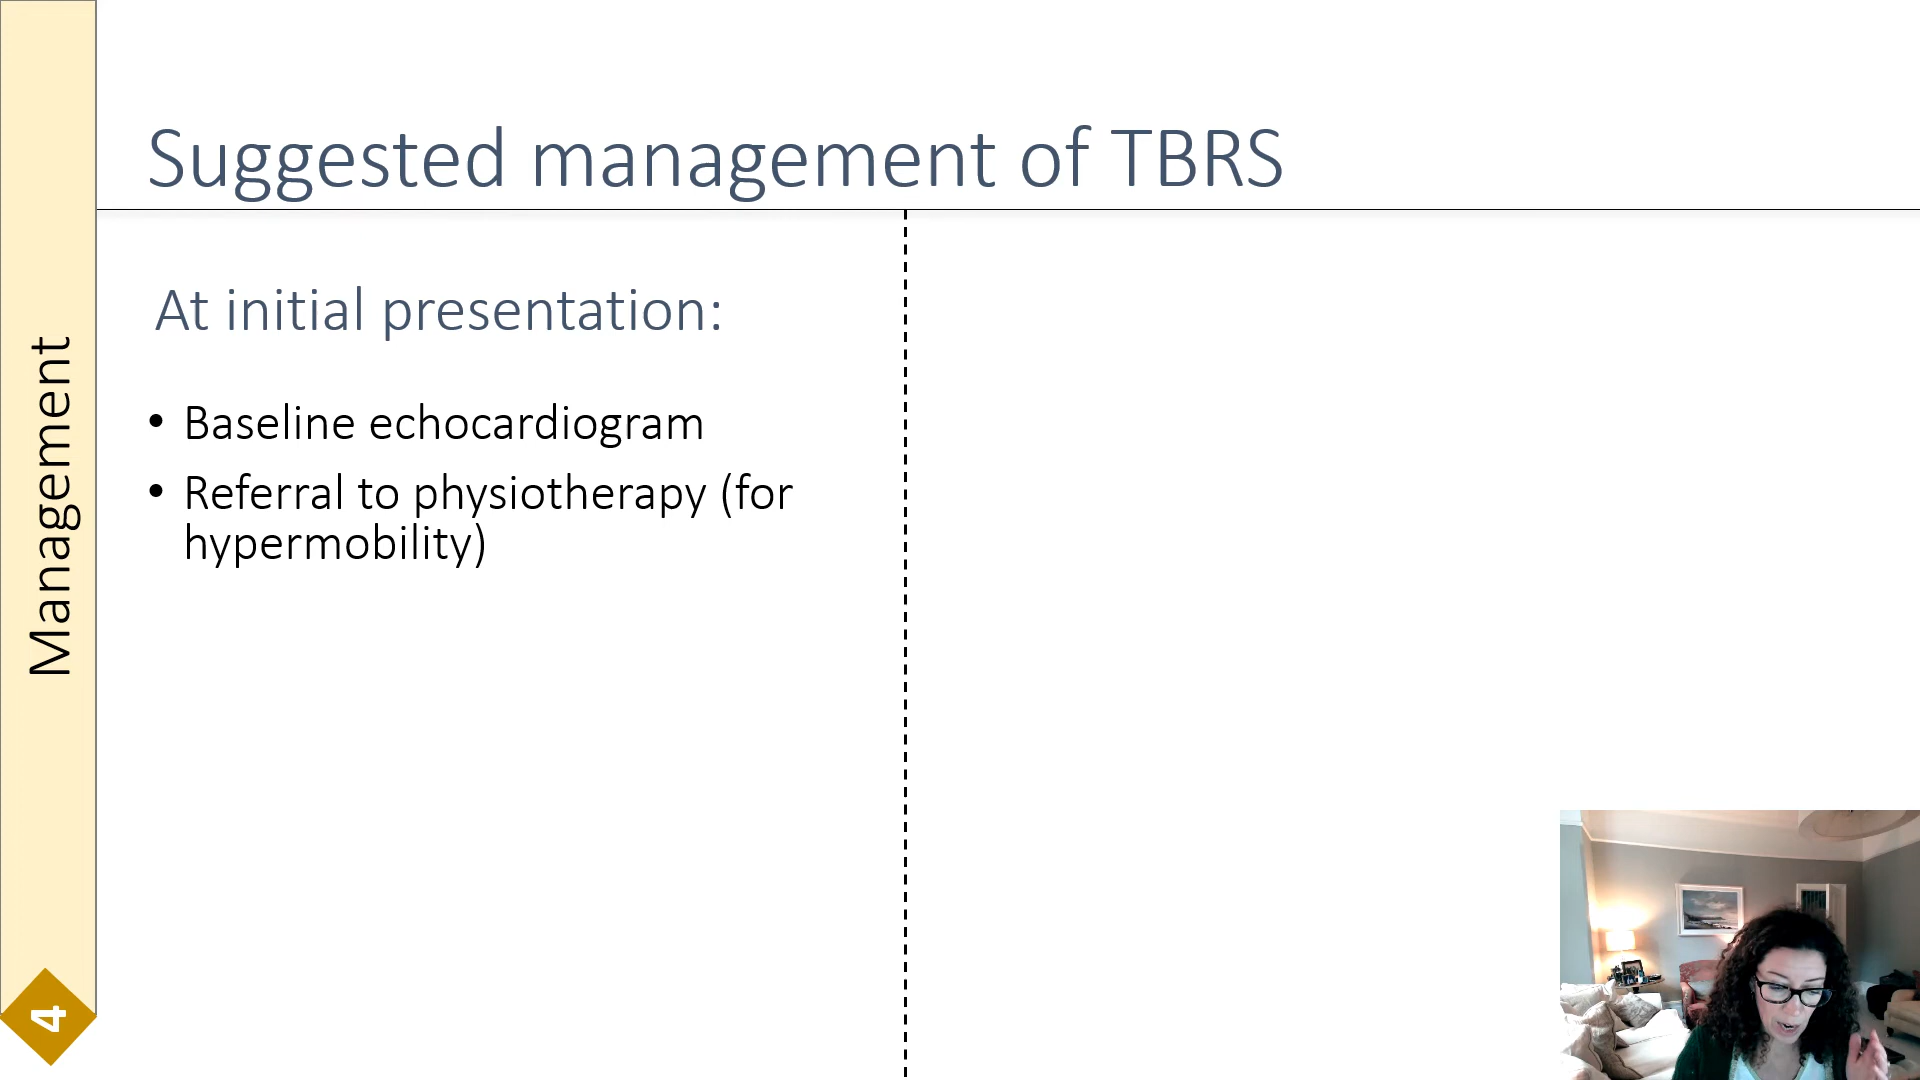 Suggested management of TBRS
Management
At initial presentation:
• Baseline echocardiogram
• Referral to physiotherapy (for
hypermobility)
4